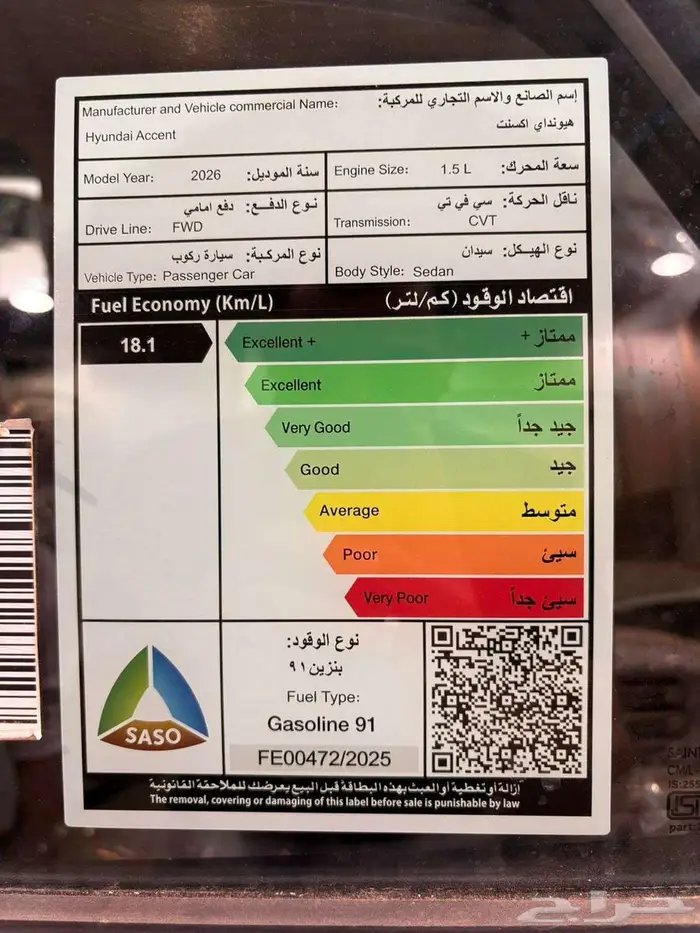 Manufacturer and Vehicle commercial Name: إسم الصانع والاسم التجاري للمركبة:
Hyundai Accent هيونداي اكسنت
Model Year: 2026 سنة الموديل:
Engine Size: 1.5 L سعة المحرك:
نوع الدفع: دفع امامي
Drive Line: FWD
ناقل الحركة: سي في تي
Transmission: CVT
نوع المركبة: سيارة ركوب
Vehicle Type: Passenger Car
نوع الهيكل: سيدان
Body Style: Sedan
Fuel Economy (Km/L) اقتصاد الوقود (كم/لتر)
18.1
Excellent + ممتاز +
Excellent ممتاز
Very Good جيد جداً
Good جيد
Average متوسط
Poor سيئ
Very Poor سيئ جداً
SASO
نوع الوقود:
بنزين ٩١
Fuel Type:
Gasoline 91
FE00472/2025
إزالة أو تغطية أو العبث بهذه البطاقة قبل البيع يعرضك للملاحقة القانونية
The removal, covering or damaging of this label before sale is punishable by law
حراج